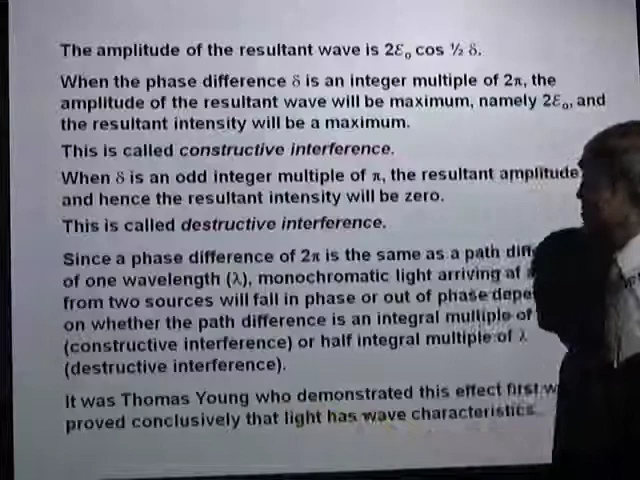 The amplitude of the resultant wave is 2ℰₒ cos ½ δ.
When the phase difference δ is an integer multiple of 2π, the
amplitude of the resultant wave will be maximum, namely 2ℰₒ, and
the resultant intensity will be a maximum.
This is called constructive interference.
When δ is an odd integer multiple of π, the resultant amplitude
and hence the resultant intensity will be zero.
This is called destructive interference.
Since a phase difference of 2π is the same as a path
of one wavelength (λ), monochromatic light arriving at
from two sources will fall in phase or out of phase
on whether the path difference is an integral multiple of
(constructive interference) or half integral multiple of λ
(destructive interference).
It was Thomas Young who demonstrated this effect first
proved conclusively that light has wave characteristics